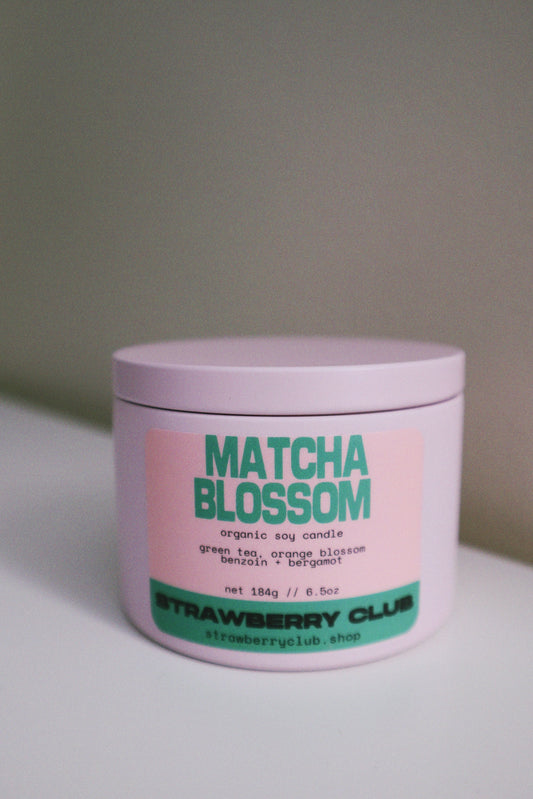 MATCHA
BLOSSOM
organic soy candle
green tea, orange blossom
benzoin + bergamot
net 184g // 6.5oz
STRAWBERRY CLUB
strawberryclub.shop